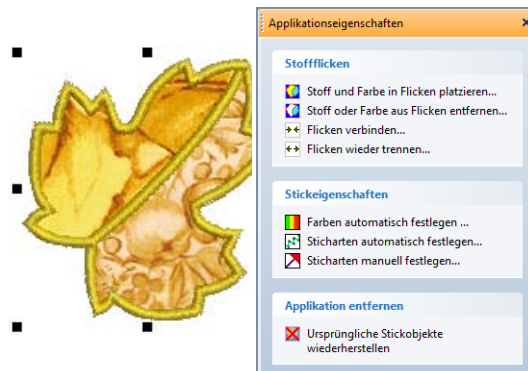 Applikationseigenschaften
Stoffflicken
Stoff und Farbe in Flicken platzieren...
Stoff oder Farbe aus Flicken entfernen...
Flicken verbinden...
Flicken wieder trennen...
Stickeigenschaften
Farben automatisch festlegen ...
Sticharten automatisch festlegen...
Sticharten manuell festlegen...
Applikation entfernen
Ursprüngliche Stickobjekte
wiederherstellen